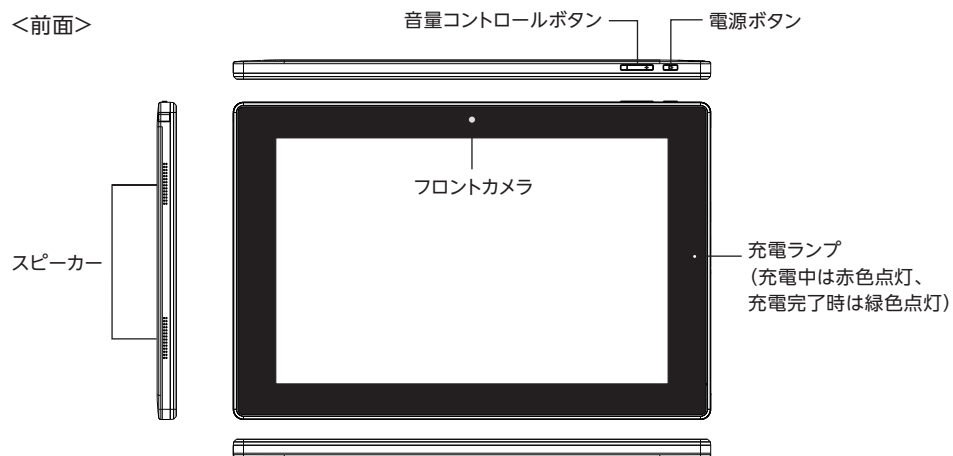 <前面>
音量コントロールボタン
電源ボタン
フロントカメラ
スピーカー
充電ランプ
(充電中は赤色点灯、
充電完了時は緑色点灯)